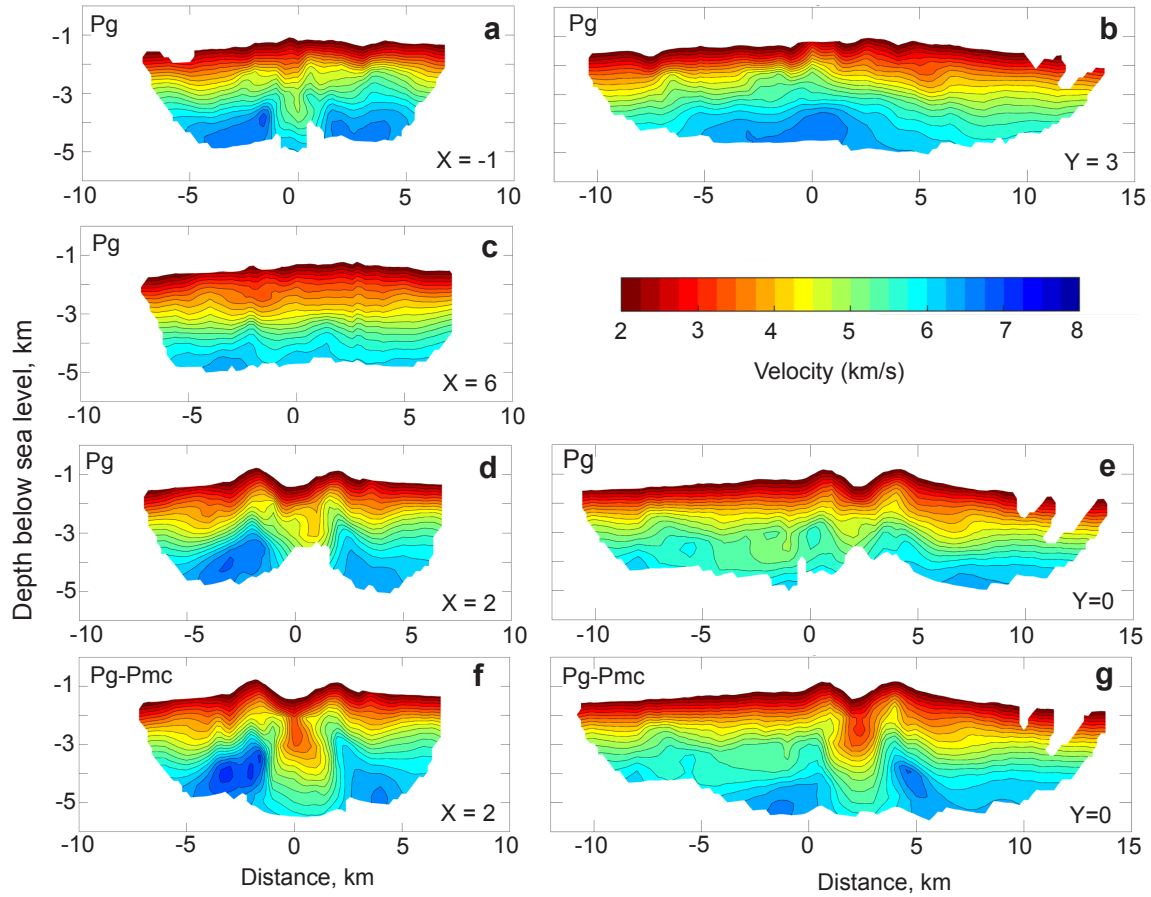 Pg a
-1
-3
-5
X = -1
-10 -5 0 5 10
Pg b
Y = 3
-10 -5 0 5 10 15
Pg c
-1
-3
-5
X = 6
-10 -5 0 5 10
2 3 4 5 6 7 8
Velocity (km/s)
Depth below sea level, km
Pg d
-1
-3
-5
X = 2
-10 -5 0 5 10
Pg e
Y=0
-10 -5 0 5 10 15
Pg-Pmc f
-1
-3
-5
X = 2
-10 -5 0 5 10
Distance, km
Pg-Pmc g
Y=0
-10 -5 0 5 10 15
Distance, km